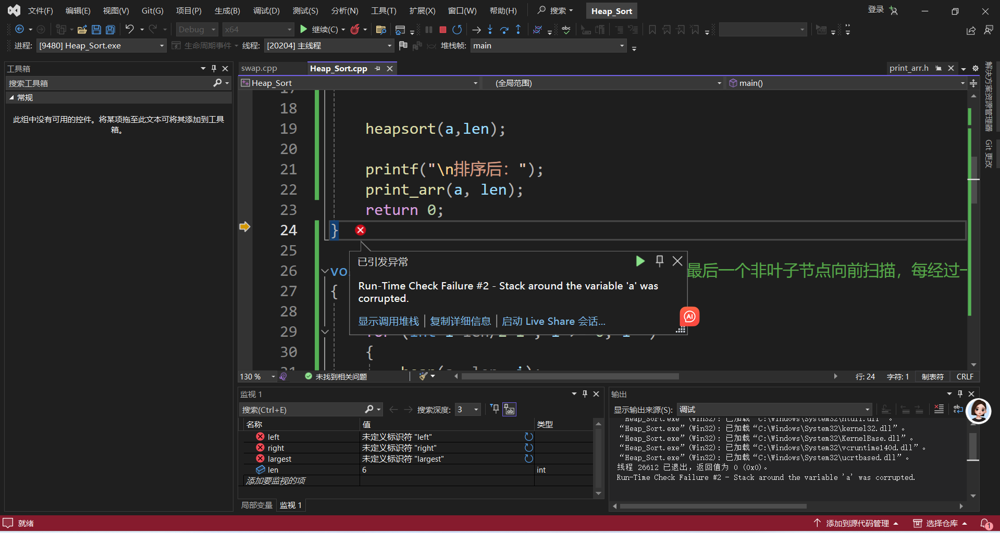 文件(F) 编辑(E) 视图(V) Git(G) 项目(P) 生成(B) 调试(D) 测试(S) 分析(N) 工具(T) 扩展(X) 窗口(W) 帮助(H) 搜索 Heap_Sort 登录
Debug x64 继续(C)
进程: [9480] Heap_Sort.exe 生命周期事件 线程: [20204] 主线程 堆栈帧: main
工具箱
搜索工具箱
常规
此组中没有可用的控件。将某项拖至此文本可将其添加到工具
箱。
swap.cpp Heap_Sort.cpp print_arr.h
Heap_Sort (全局范围) main()
17
18
19 heapsort(a,len);
20
21 printf("\n排序后: ");
22 print_arr(a, len);
23 return 0;
24 }
25
26 vo 最后一个非叶子节点向前扫描，每经过一
27 {
28
29
30 {
31
已引发异常
Run-Time Check Failure #2 - Stack around the variable 'a' was
corrupted.
显示调用堆栈 | 复制详细信息 | 启动 Live Share 会话...
AI
130 % 未找到相关问题 行: 24 字符: 1 制表符 CRLF
监视 1
搜索(Ctrl+E) 搜索深度: 3
名称 值 类型
left 未定义标识符 "left"
right 未定义标识符 "right"
largest 未定义标识符 "largest"
len 6 int
添加要监视的项
局部变量 监视 1
输出
显示输出来源(S): 调试
“Heap_Sort.exe”(Win32): 已加载“C:\Windows\System32\ntdll.dll”。
“Heap_Sort.exe”(Win32): 已加载“C:\Windows\System32\kernel32.dll”。
“Heap_Sort.exe”(Win32): 已加载“C:\Windows\System32\KernelBase.dll”。
“Heap_Sort.exe”(Win32): 已加载“C:\Windows\System32\vcruntime140d.dll”。
“Heap_Sort.exe”(Win32): 已加载“C:\Windows\System32\ucrtbased.dll”。
线程 26612 已退出，返回值为 0 (0x0)。
Run-Time Check Failure #2 - Stack around the variable 'a' was corrupted.
解决方案资源管理器
Git 更改
就绪 添加到源代码管理 选择仓库 1